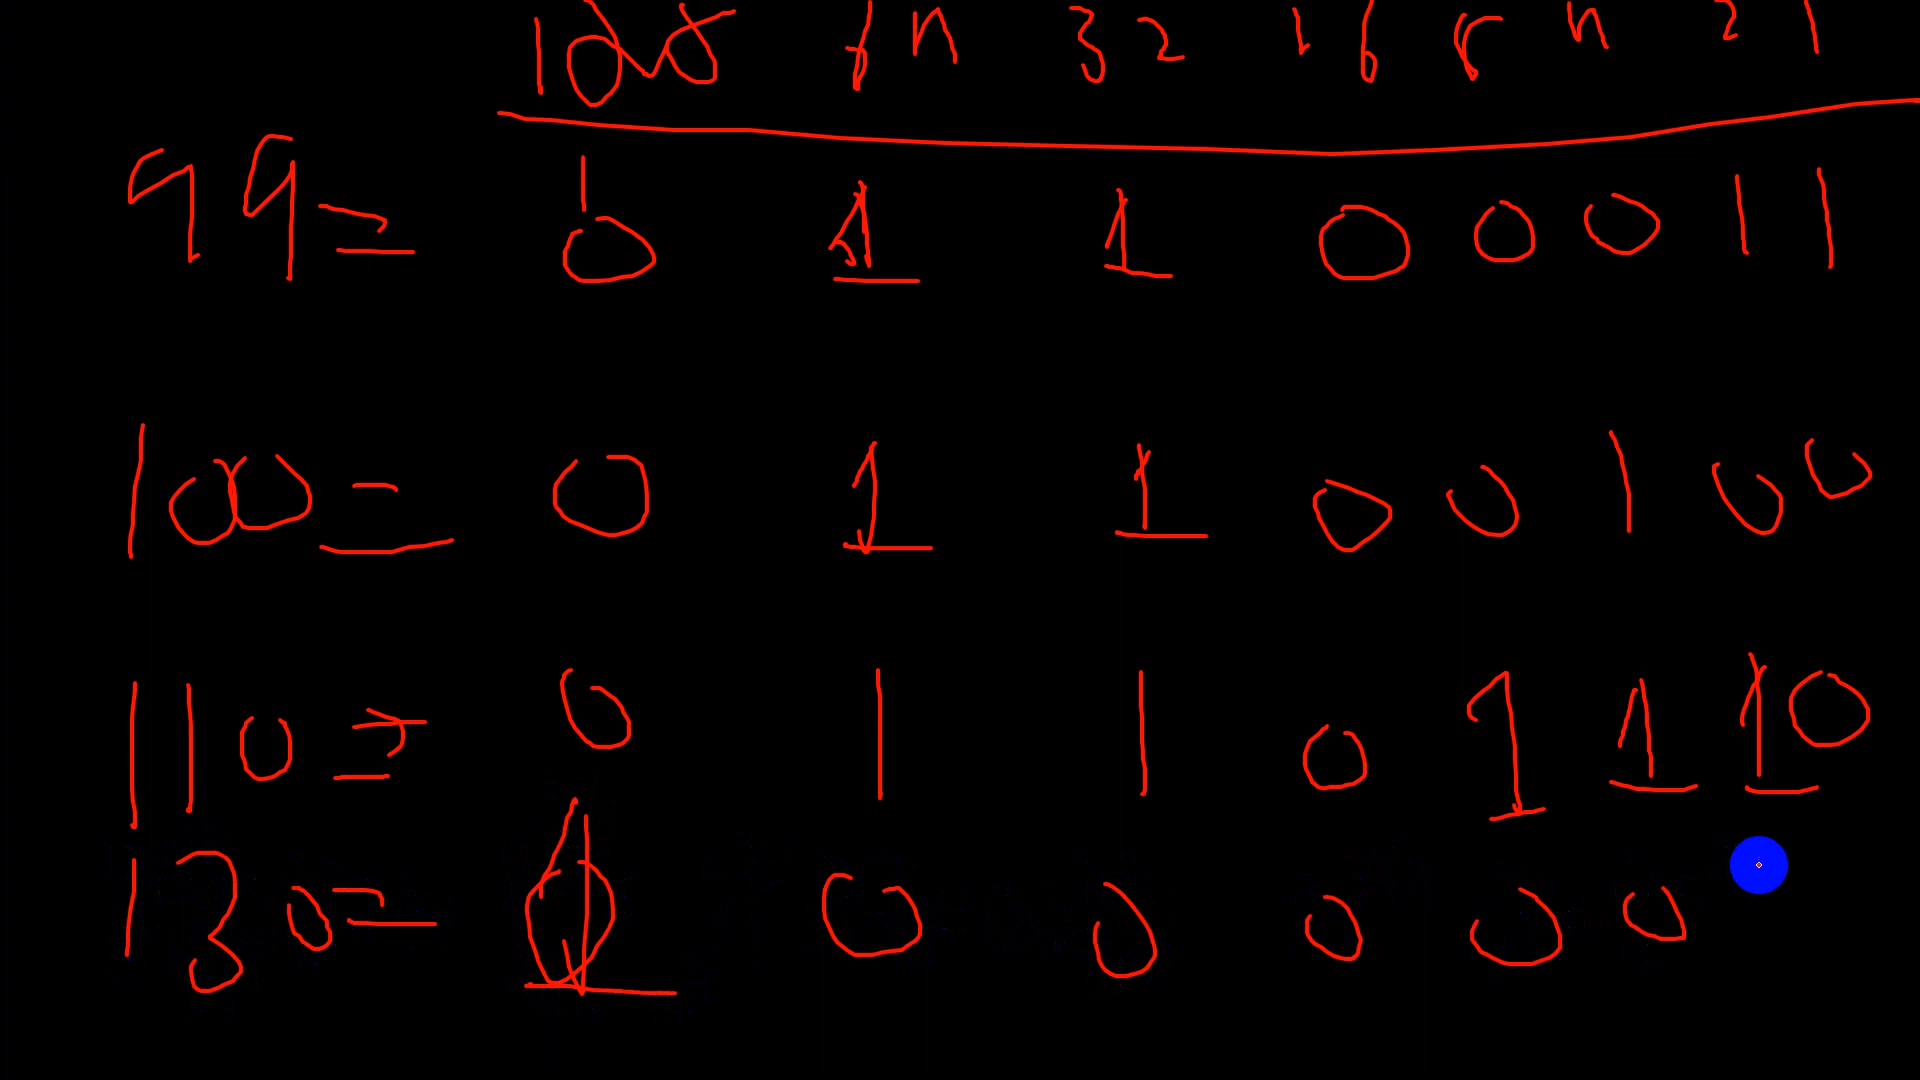 128 64 32 16 8 4 2 1
99 = 0 1 1 0 0 0 1 1
100 = 0 1 1 0 0 1 0 0
110 = 0 1 1 0 1 1 1 0
130 = 1 0 0 0 0 0